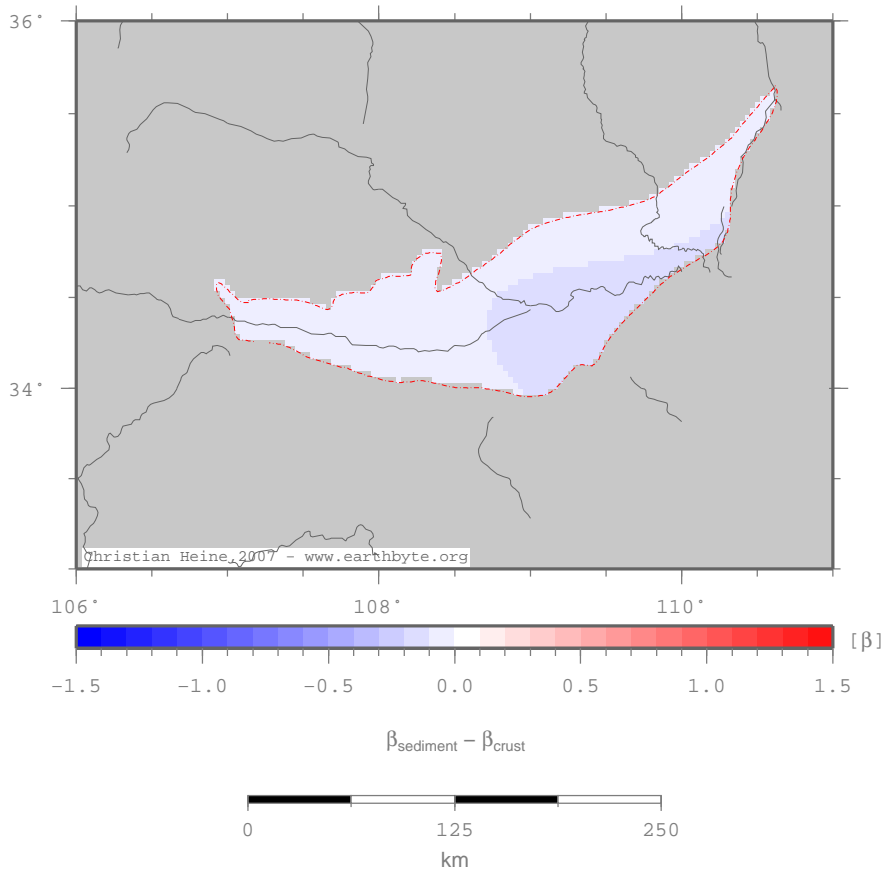 36°
34°
Christian Heine,2007 - www.earthbyte.org
106° 108° 110°
[β]
-1.5 -1.0 -0.5 0.0 0.5 1.0 1.5
βsediment – βcrust
0 125 250
km